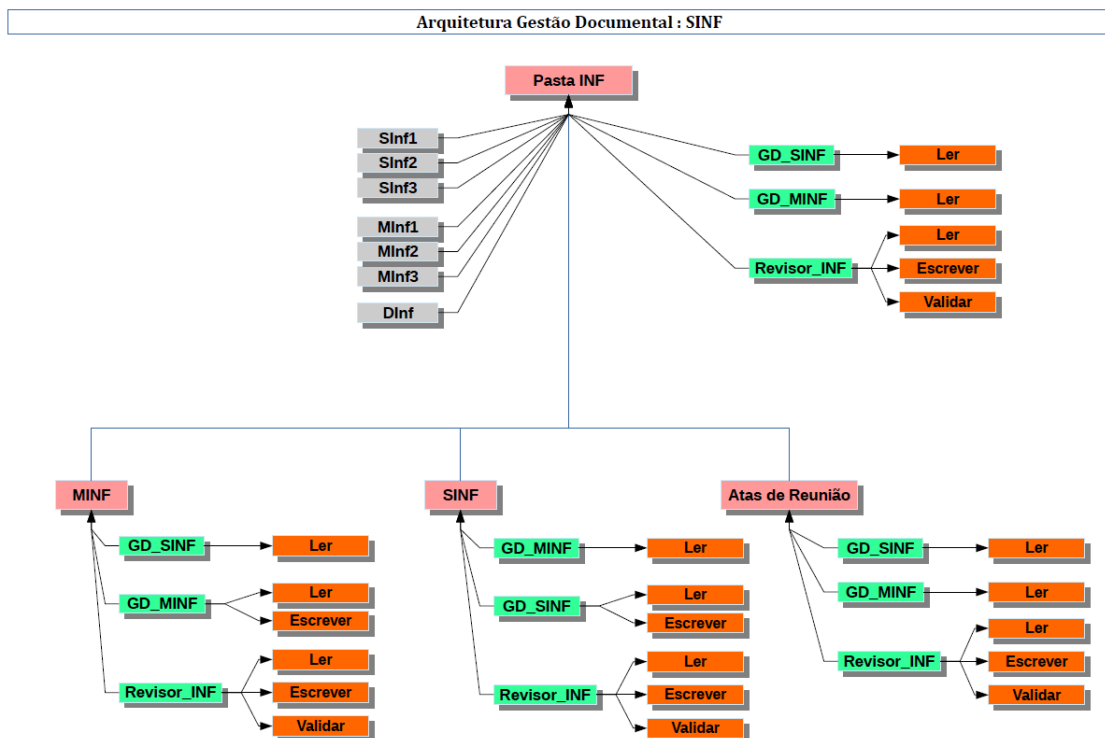 Arquitetura Gestão Documental : SINF
Pasta INF
SInf1
SInf2
SInf3
MInf1
MInf2
MInf3
DInf
GD_SINF
Ler
GD_MINF
Ler
Revisor_INF
Ler
Escrever
Validar
MINF
GD_SINF
Ler
GD_MINF
Ler
Escrever
Revisor_INF
Ler
Escrever
Validar
SINF
GD_MINF
Ler
GD_SINF
Ler
Escrever
Revisor_INF
Ler
Escrever
Validar
Atas de Reunião
GD_SINF
Ler
GD_MINF
Ler
Revisor_INF
Ler
Escrever
Validar